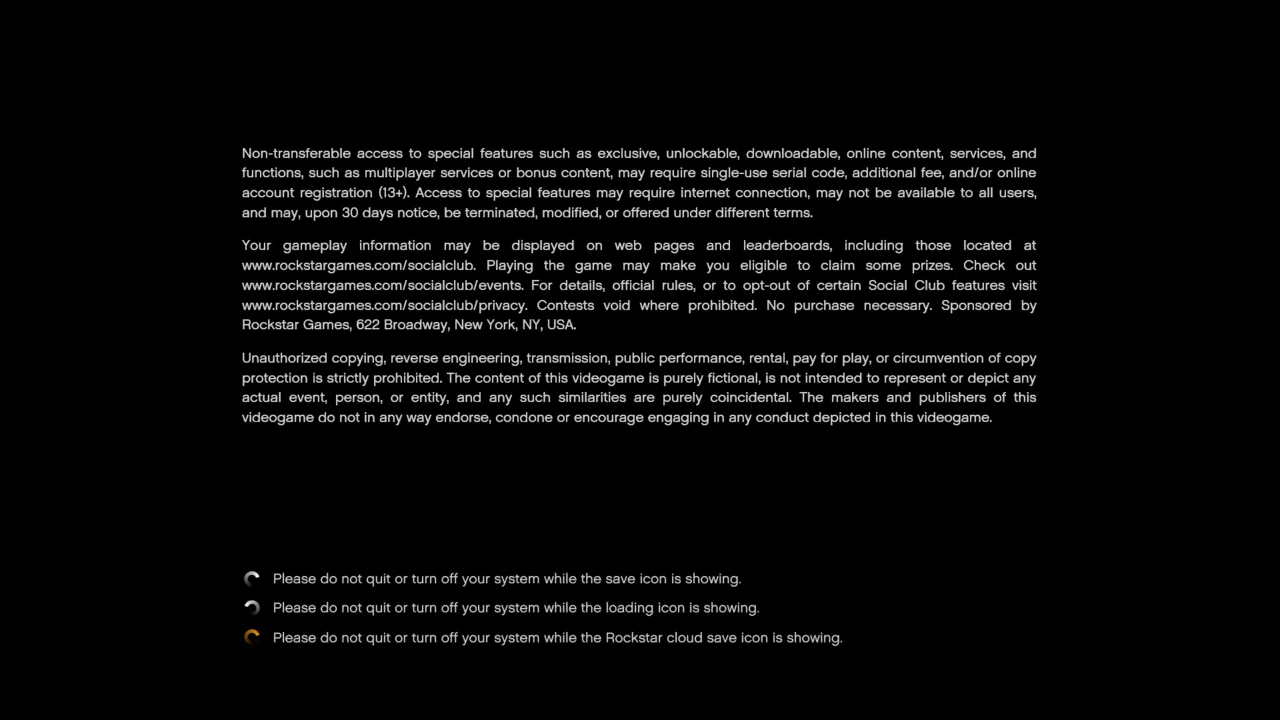 Non-transferable access to special features such as exclusive, unlockable, downloadable, online content, services, and
functions, such as multiplayer services or bonus content, may require single-use serial code, additional fee, and/or online
account registration (13+). Access to special features may require internet connection, may not be available to all users,
and may, upon 30 days notice, be terminated, modified, or offered under different terms.
Your gameplay information may be displayed on web pages and leaderboards, including those located at
www.rockstargames.com/socialclub. Playing the game may make you eligible to claim some prizes. Check out
www.rockstargames.com/socialclub/events. For details, official rules, or to opt-out of certain Social Club features visit
www.rockstargames.com/socialclub/privacy. Contests void where prohibited. No purchase necessary. Sponsored by
Rockstar Games, 622 Broadway, New York, NY, USA.
Unauthorized copying, reverse engineering, transmission, public performance, rental, pay for play, or circumvention of copy
protection is strictly prohibited. The content of this videogame is purely fictional, is not intended to represent or depict any
actual event, person, or entity, and any such similarities are purely coincidental. The makers and publishers of this
videogame do not in any way endorse, condone or encourage engaging in any conduct depicted in this videogame.
Please do not quit or turn off your system while the save icon is showing.
Please do not quit or turn off your system while the loading icon is showing.
Please do not quit or turn off your system while the Rockstar cloud save icon is showing.